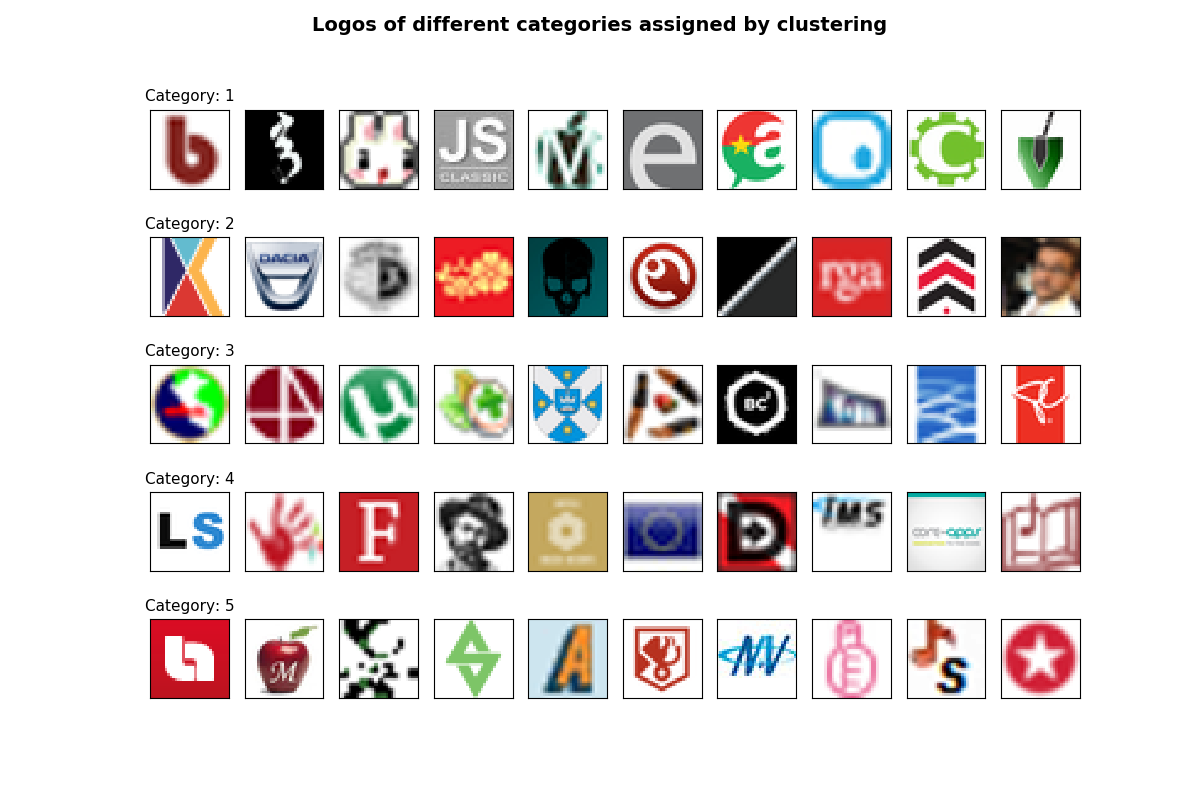 Logos of different categories assigned by clustering
Category: 1
b
JS
CLASSIC
M
e
a
C
Category: 2
DACIA
rga
Category: 3
µ
BC
Category: 4
LS
F
D
TMS
core-apps
Category: 5
M
S
A
NV
S